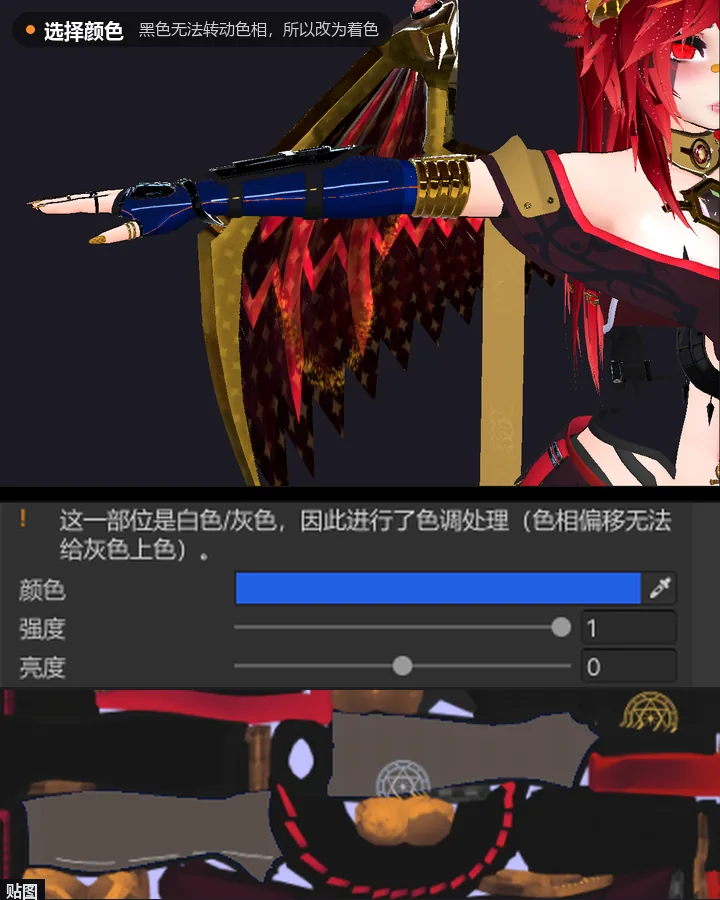 选择颜色 黑色无法转动色相，所以改为着色
! 这一部位是白色/灰色，因此进行了色调处理（色相偏移无法
给灰色上色）。
颜色
强度 1
亮度 0
贴图